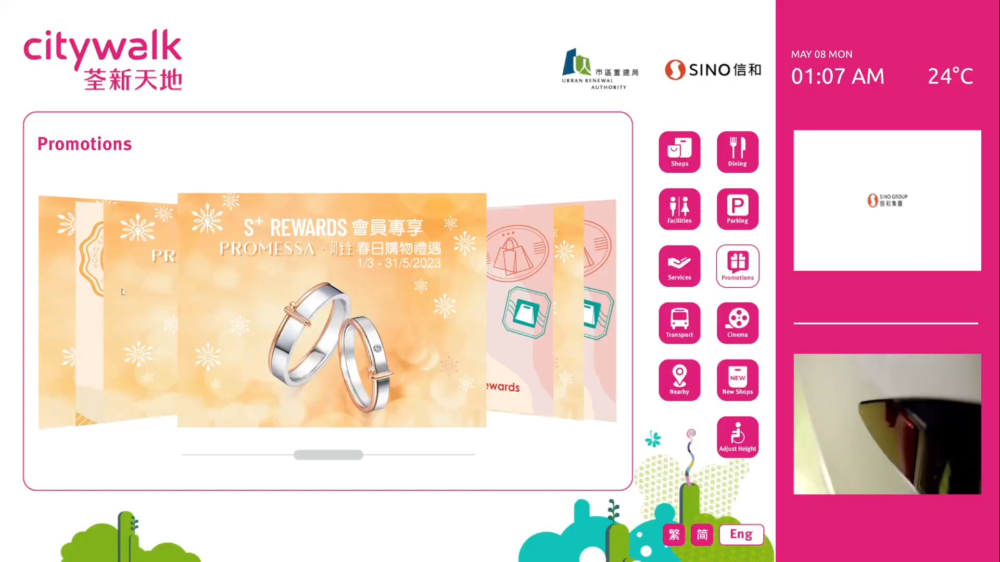 citywalk
荃新天地
市區重建局
URBAN RENEWAL
AUTHORITY
SINO信和
MAY 08 MON
01:07 AM
24°C
Promotions
HONG
PR
S+ REWARDS 會員專享
PROMESSA · 周生生 春日購物禮遇
1/3 - 31/5/2023
ewards
Shops
Dining
Facilities
P
Parking
Services
Promotions
Transport
Cinema
Nearby
NEW
New Shops
Adjust Height
SINO GROUP
信和集團
繁
简
Eng